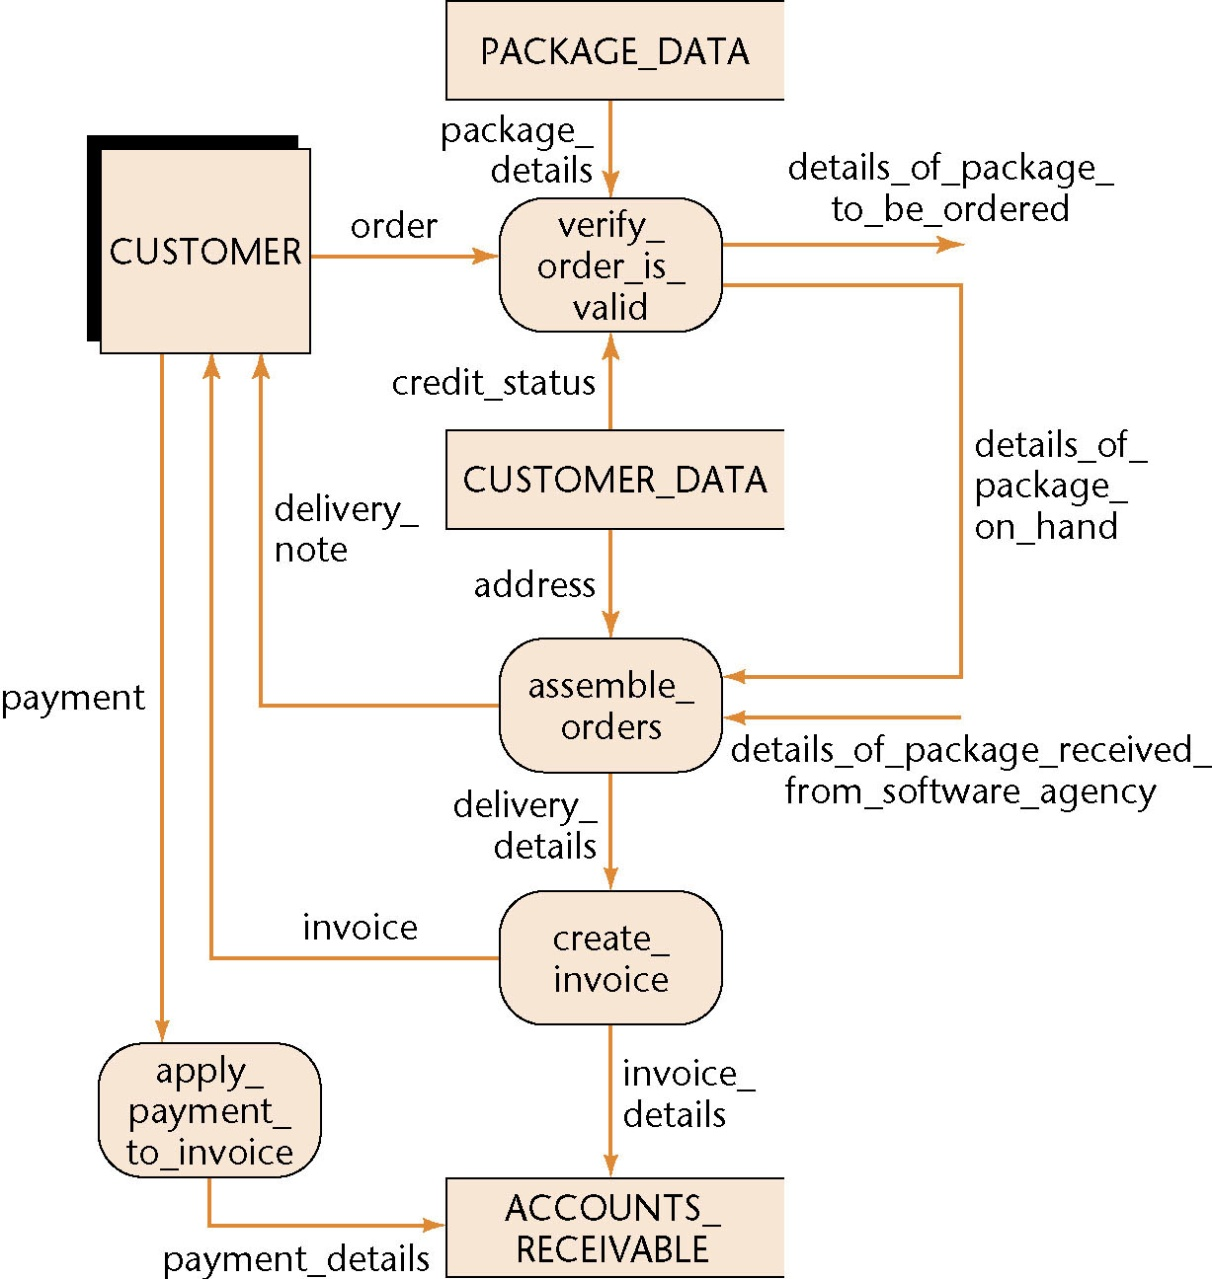 PACKAGE_DATA
package_
details
details_of_package_
to_be_ordered
CUSTOMER
order
verify_
order_is_
valid
credit_status
CUSTOMER_DATA
details_of_
package_
on_hand
delivery_
note
address
payment
assemble_
orders
details_of_package_received_
from_software_agency
delivery_
details
invoice
create_
invoice
apply_
payment_
to_invoice
invoice_
details
payment_details
ACCOUNTS_
RECEIVABLE